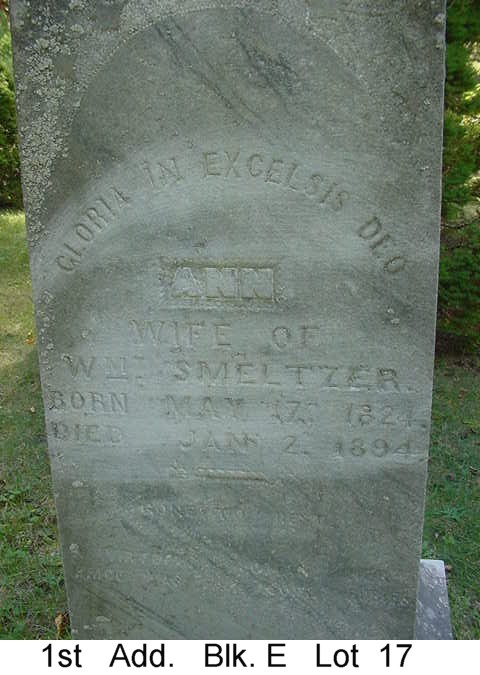 GLORIA IN EXCELSIS DEO
ANN
WIFE OF
WM. SMELTZER.
BORN MAY 17, 1821.
DIED JAN 2. 1894.
1st Add. Blk. E Lot 17